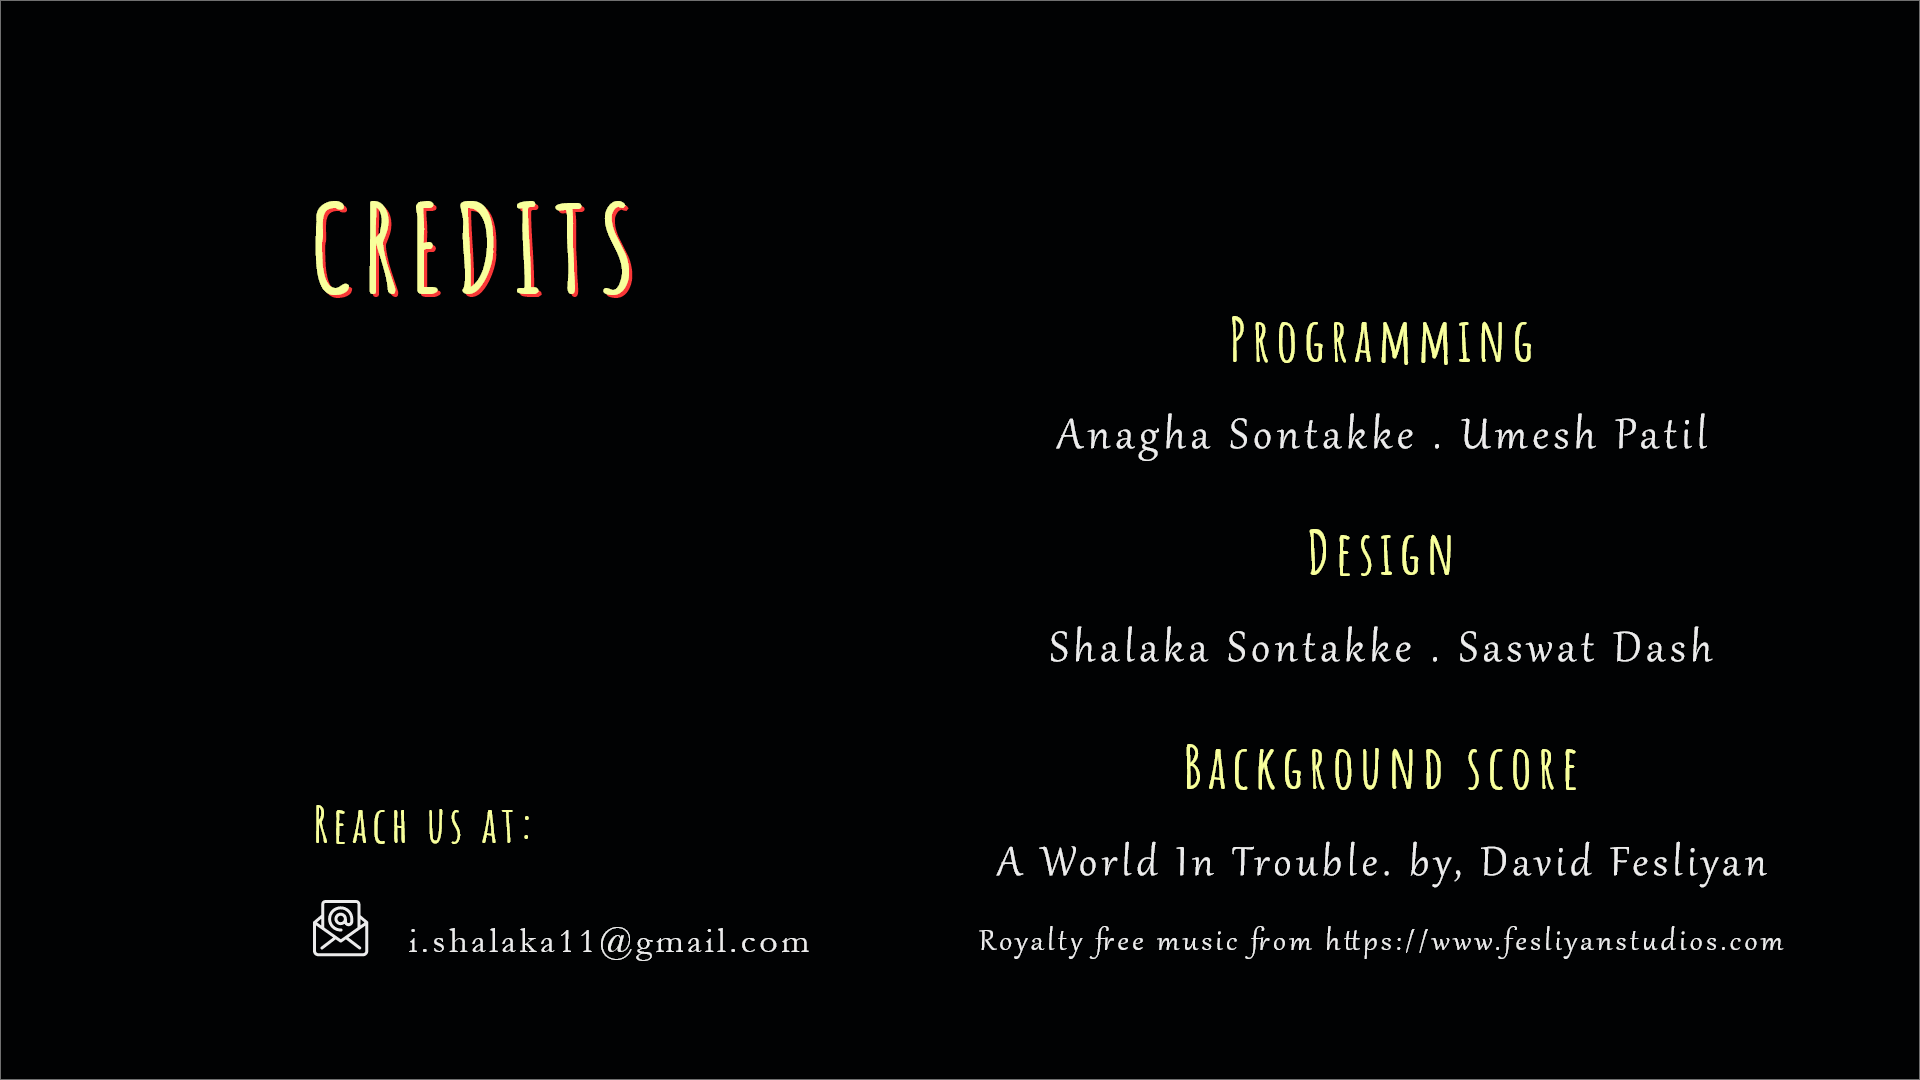 CREDITS
Programming
Anagha Sontakke . Umesh Patil
Design
Shalaka Sontakke . Saswat Dash
Background score
A World In Trouble. by, David Fesliyan
Royalty free music from https://www.fesliyanstudios.com
Reach us at:
i.shalaka11@gmail.com